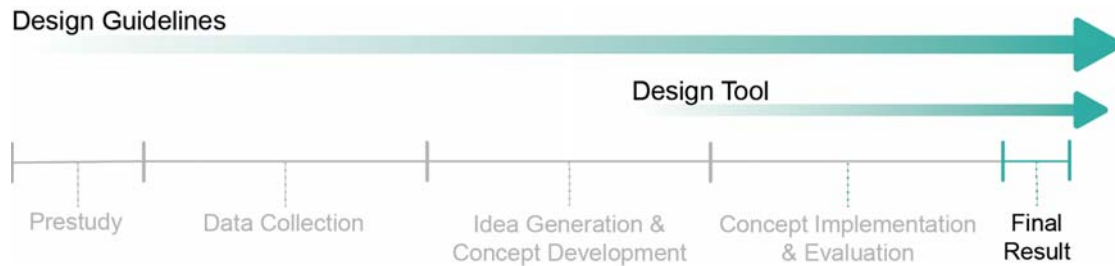 Design Guidelines
Design Tool
Prestudy
Data Collection
Idea Generation &
Concept Development
Concept Implementation
& Evaluation
Final
Result